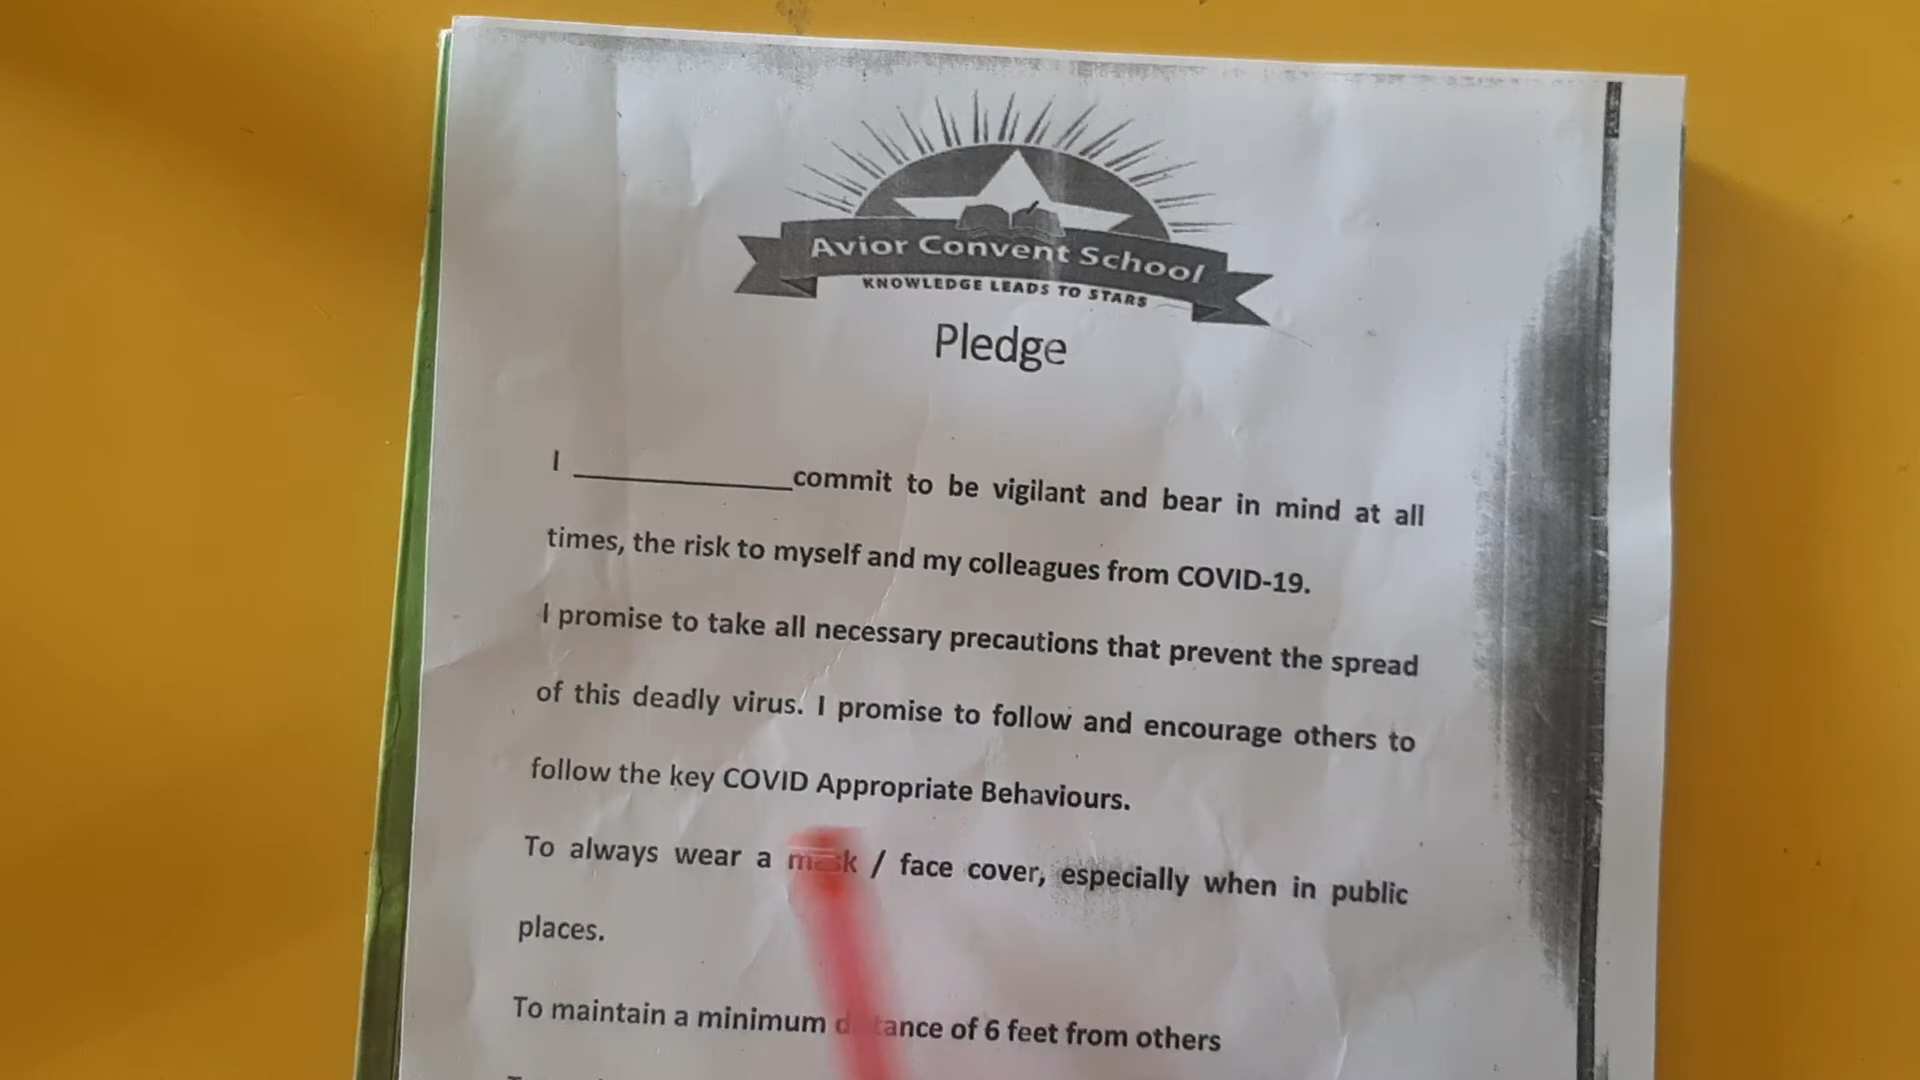 Avior Convent School
KNOWLEDGE LEADS TO STARS
Pledge
I ______________commit to be vigilant and bear in mind at all
times, the risk to myself and my colleagues from COVID-19.
I promise to take all necessary precautions that prevent the spread
of this deadly virus. I promise to follow and encourage others to
follow the key COVID Appropriate Behaviours.
To always wear a mask / face cover, especially when in public
places.
To maintain a minimum distance of 6 feet from others